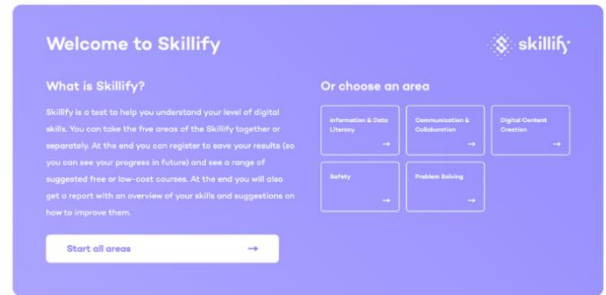 Welcome to Skillify
skillify
What is Skillify?
Skillify is a test to help you understand your level of digital
skills. You can take the five areas of the Skillify together or
separately. At the end you can register to save your results (so
you can see your progress in future) and see a range of
suggested free or low-cost courses. At the end you will also
get a report with an overview of your skills and suggestions on
how to improve them.
Start all areas →
Or choose an area
Information & Data
Literacy
→
Communication &
Collaboration
→
Digital Content
Creation
→
Safety
→
Problem Solving
→